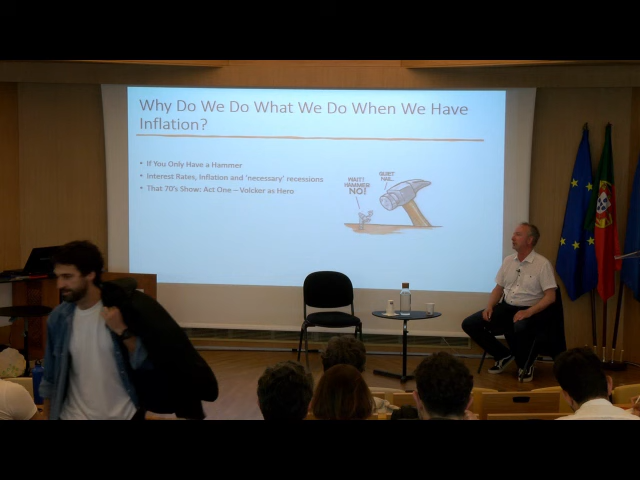 Why Do We Do What We Do When We Have
Inflation?
• If You Only Have a Hammer
• Interest Rates, Inflation and 'necessary' recessions
• That 70's Show: Act One – Volcker as Hero
WAIT!
HAMMER
NO!
QUIET
NAIL.